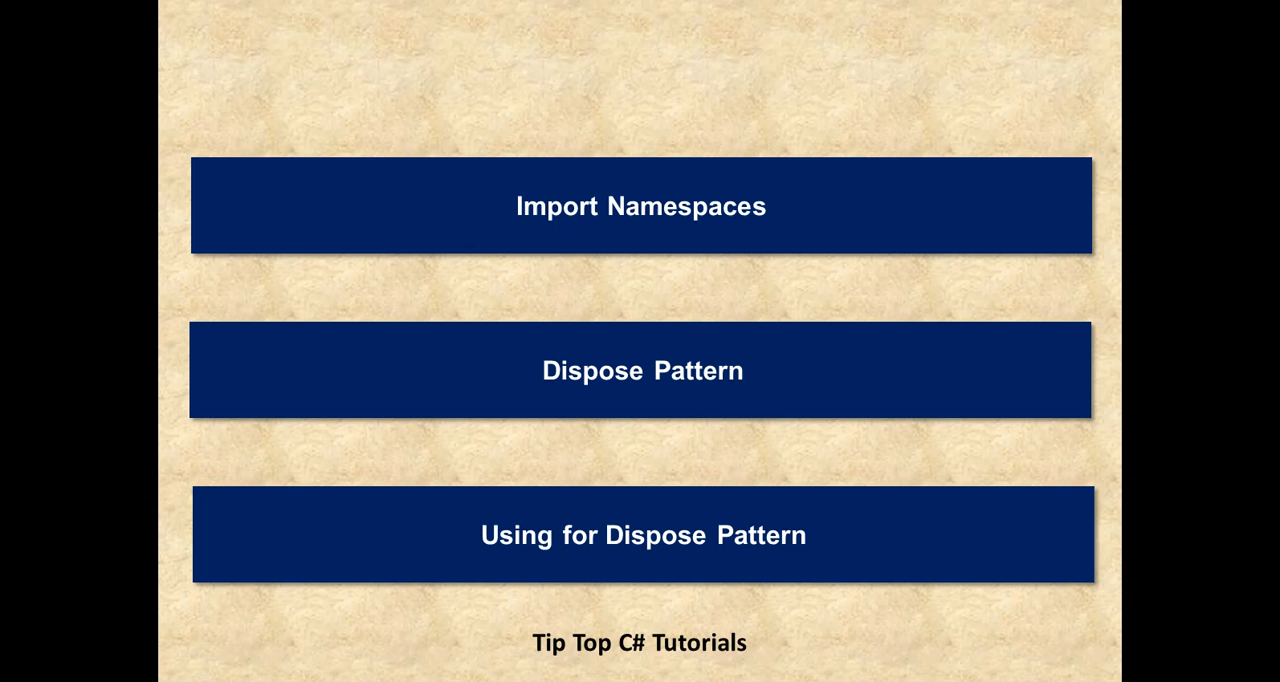 Import Namespaces
Dispose Pattern
Using for Dispose Pattern
Tip Top C# Tutorials